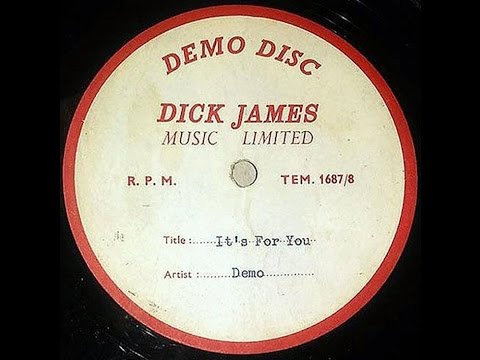 DEMO DISC
DICK JAMES
MUSIC LIMITED
R. P. M. TEM. 1687/8
Title :......It's For You......
Artist :.........Demo...............